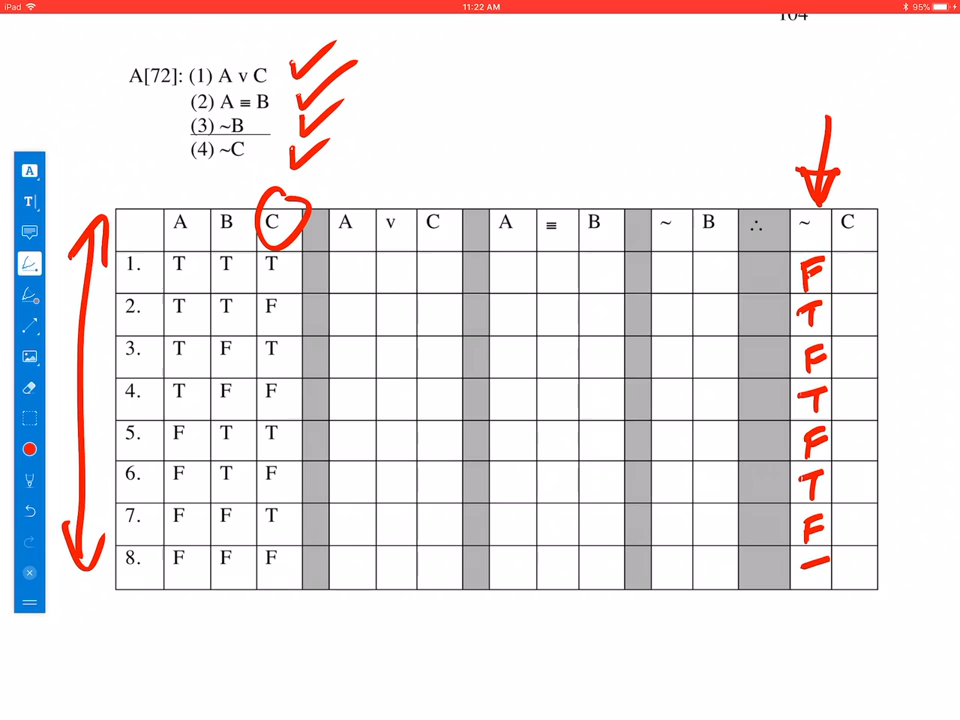 iPad 11:22 AM 95%
104
A[72]: (1) A v C
(2) A ≡ B
(3) ~B
(4) ~C
A B C A v C A ≡ B ~ B ∴ ~ C
1. T T T F
2. T T F T
3. T F T F
4. T F F T
5. F T T F
6. F T F T
7. F F T F
8. F F F